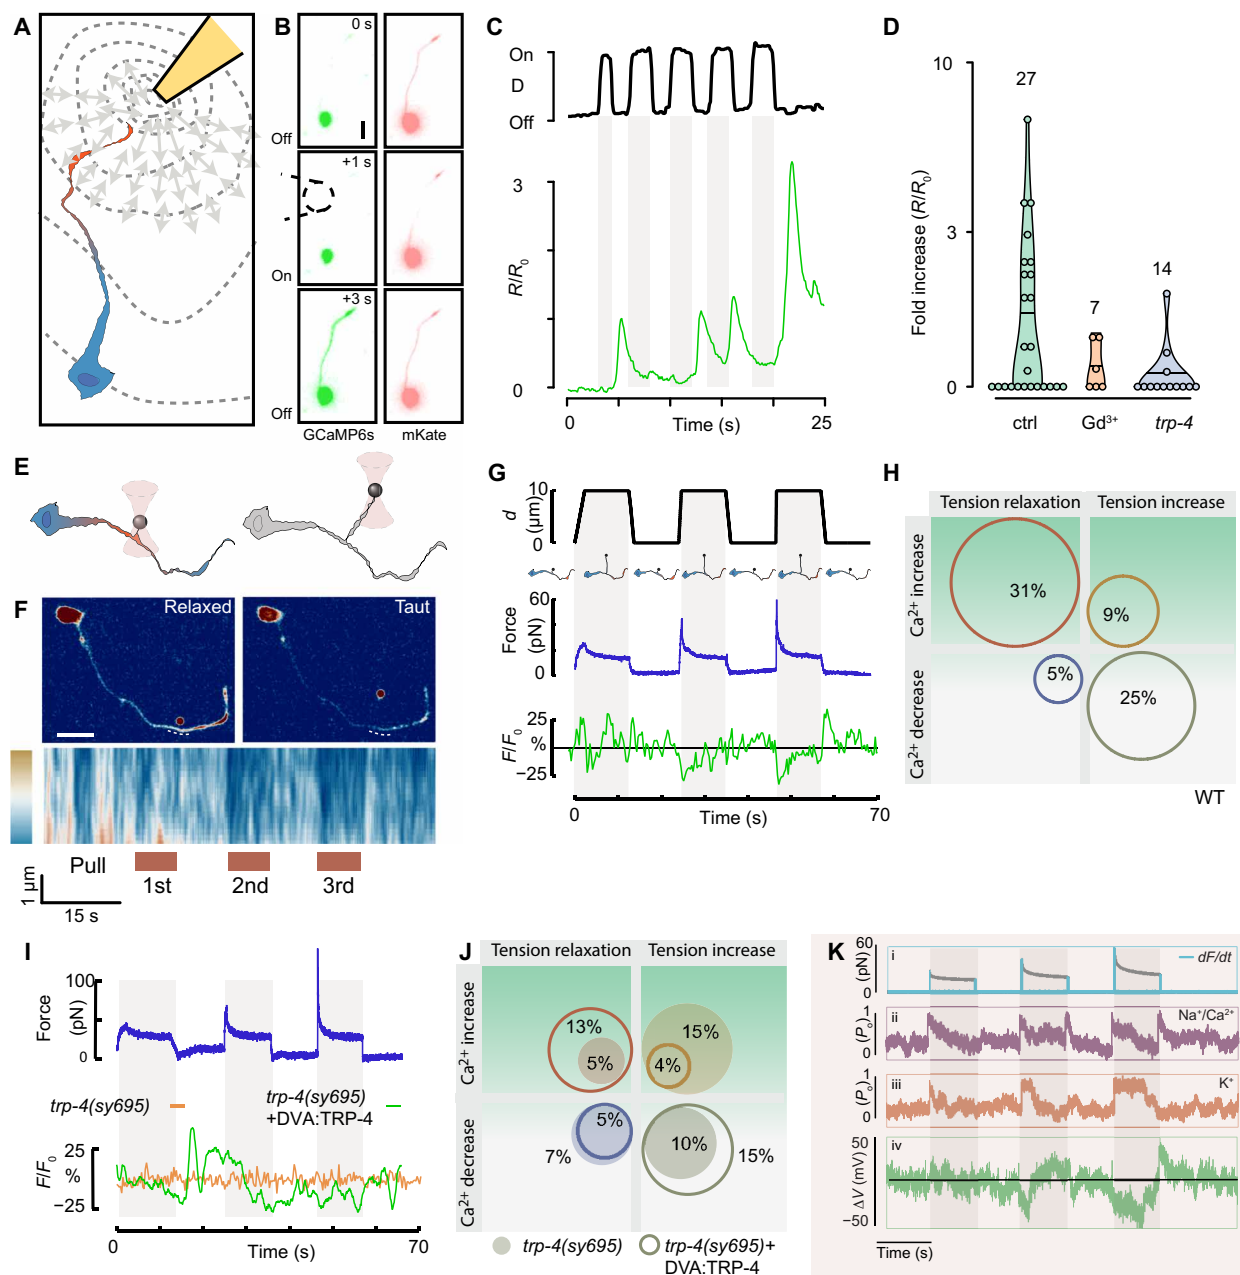 A
B
0 s
Off
+1 s
On
+3 s
Off
GCaMP6s
mKate
C
On
D
Off
3
R/R0
0
0
Time (s)
25
D
10
Fold increase (R/R0)
3
0
27
7
14
ctrl
Gd3+
trp-4
E
F
Relaxed
Taut
Pull
1st
2nd
3rd
1 μm
15 s
G
d
(μm)
10
0
Force
(pN)
60
0
F/F0
%
25
−25
0
Time (s)
70
H
Tension relaxation
Tension increase
Ca2+ increase
Ca2+ decrease
31%
9%
5%
25%
WT
I
Force
(pN)
100
0
trp-4(sy695)
trp-4(sy695)
+DVA:TRP-4
F/F0
%
25
−25
0
Time (s)
70
J
Tension relaxation
Tension increase
Ca2+ increase
Ca2+ decrease
13%
5%
15%
4%
5%
7%
10%
15%
trp-4(sy695)
trp-4(sy695)+
DVA:TRP-4
K
60
(pN)
0
i
dF/dt
1
(Po)
0
ii
Na+/Ca2+
1
(Po)
0
iii
K+
50
ΔV (mV)
−50
iv
Time (s)